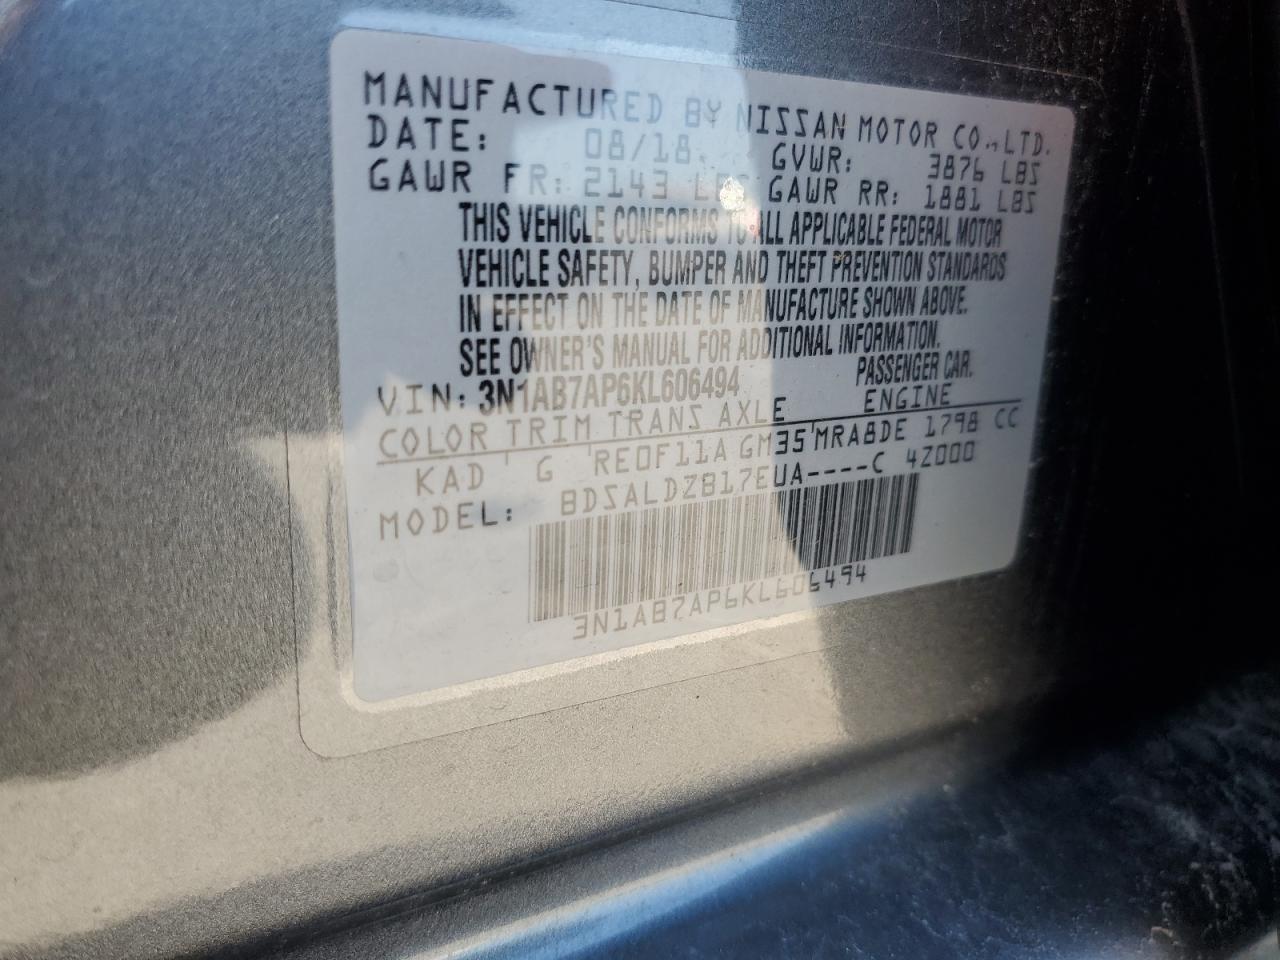 MANUFACTURED BY NISSAN MOTOR CO., LTD.
DATE: 08/18 GVWR: 3876 LBS
GAWR FR: 2143 LBS GAWR RR: 1881 LBS
THIS VEHICLE CONFORMS TO ALL APPLICABLE FEDERAL MOTOR
VEHICLE SAFETY, BUMPER AND THEFT PREVENTION STANDARDS
IN EFFECT ON THE DATE OF MANUFACTURE SHOWN ABOVE.
SEE OWNER'S MANUAL FOR ADDITIONAL INFORMATION.
VIN: 3N1AB7AP6KL606494 PASSENGER CAR.
COLOR TRIM TRANS AXLE ENGINE
KAD G RE0F11A GM35 MRA8DE 1798 CC
MODEL: BDSALDZB17EUA----C 4Z000
3N1AB7AP6KL606494